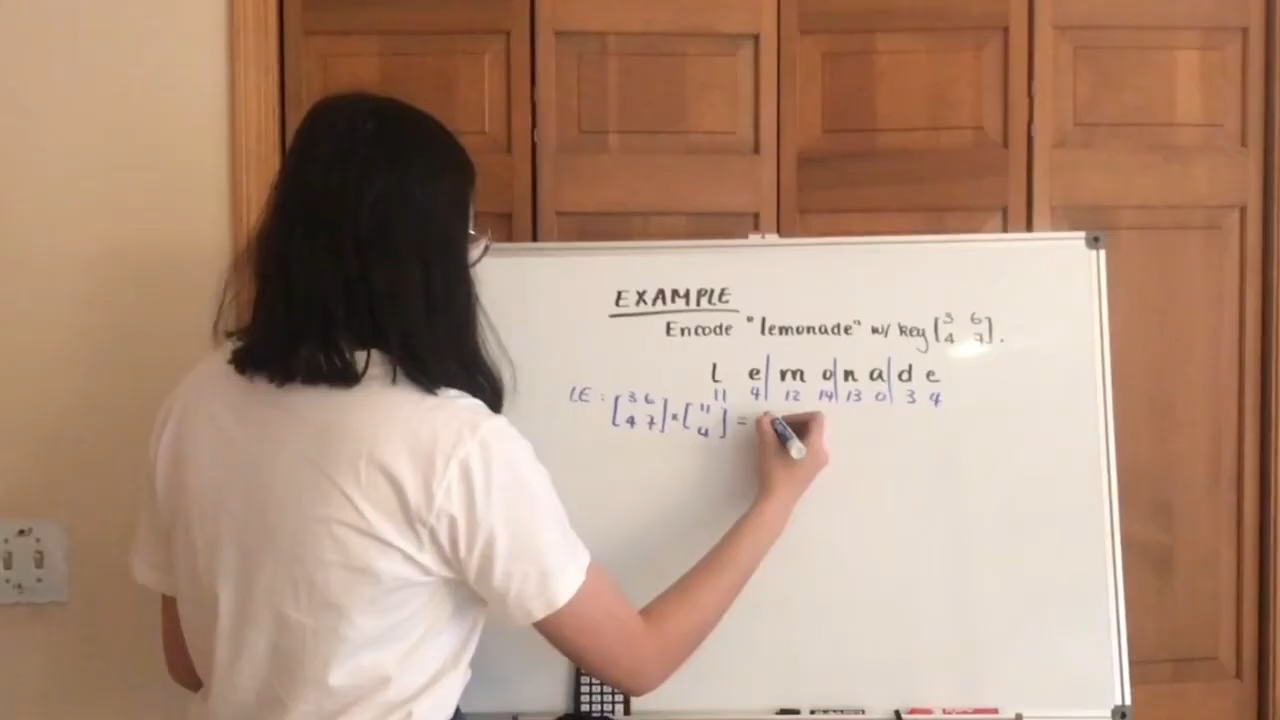 EXAMPLE
Encode "lemonade" w/ key [3 6
4 7].
l e | m o | n a | d e
11 4 | 12 14 | 13 0 | 3 4
LE: [3 6
4 7] × [11
4] =